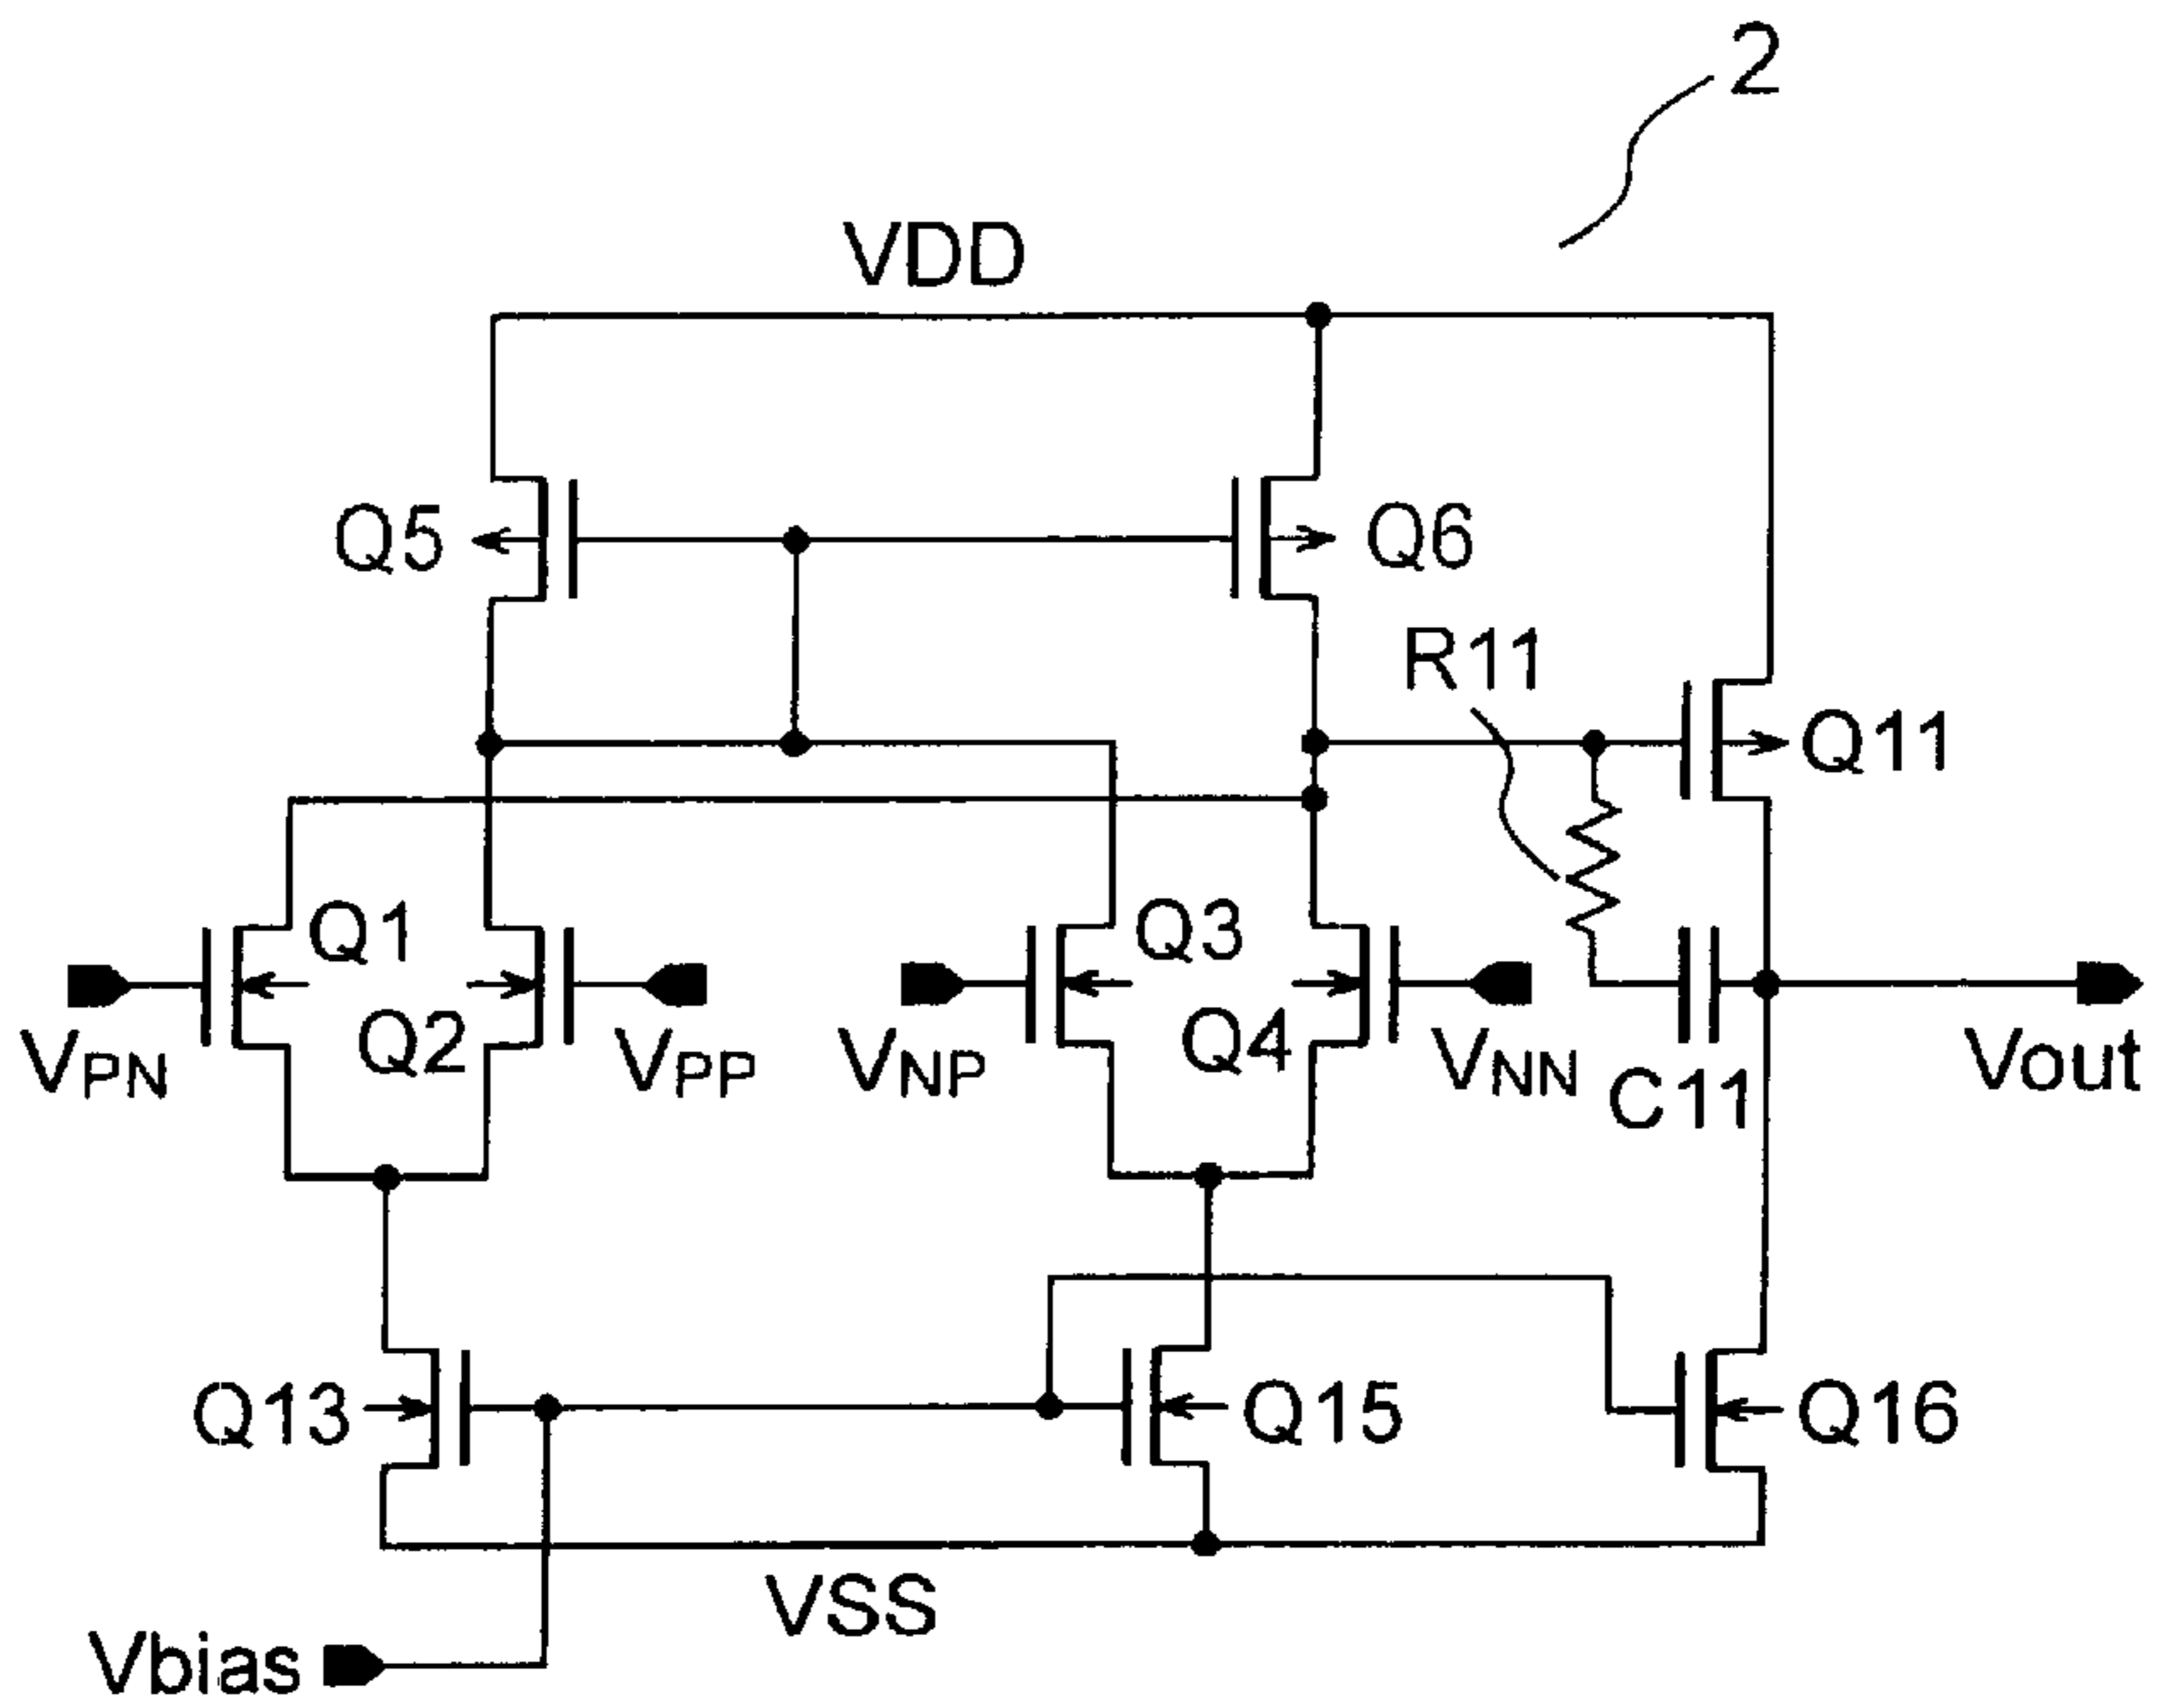 2
VDD
Q5
Q6
R11
Q11
Q1
Q3
Q2
Q4
VPN
VPP
VNP
VNN
C11
Vout
Q13
Q15
Q16
VSS
Vbias